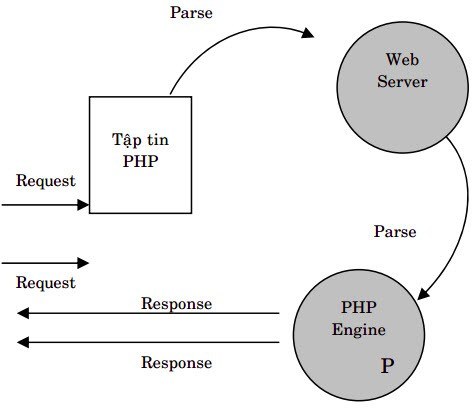 Parse
Web
Server
Tập tin
PHP
Request
Parse
Request
Response
PHP
Engine
P
Response